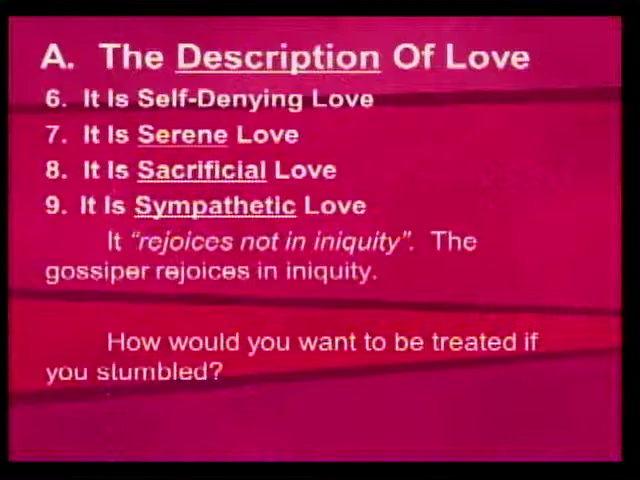 A. The Description Of Love
6. It Is Self-Denying Love
7. It Is Serene Love
8. It Is Sacrificial Love
9. It Is Sympathetic Love
It "rejoices not in iniquity". The
gossiper rejoices in iniquity.
How would you want to be treated if
you stumbled?